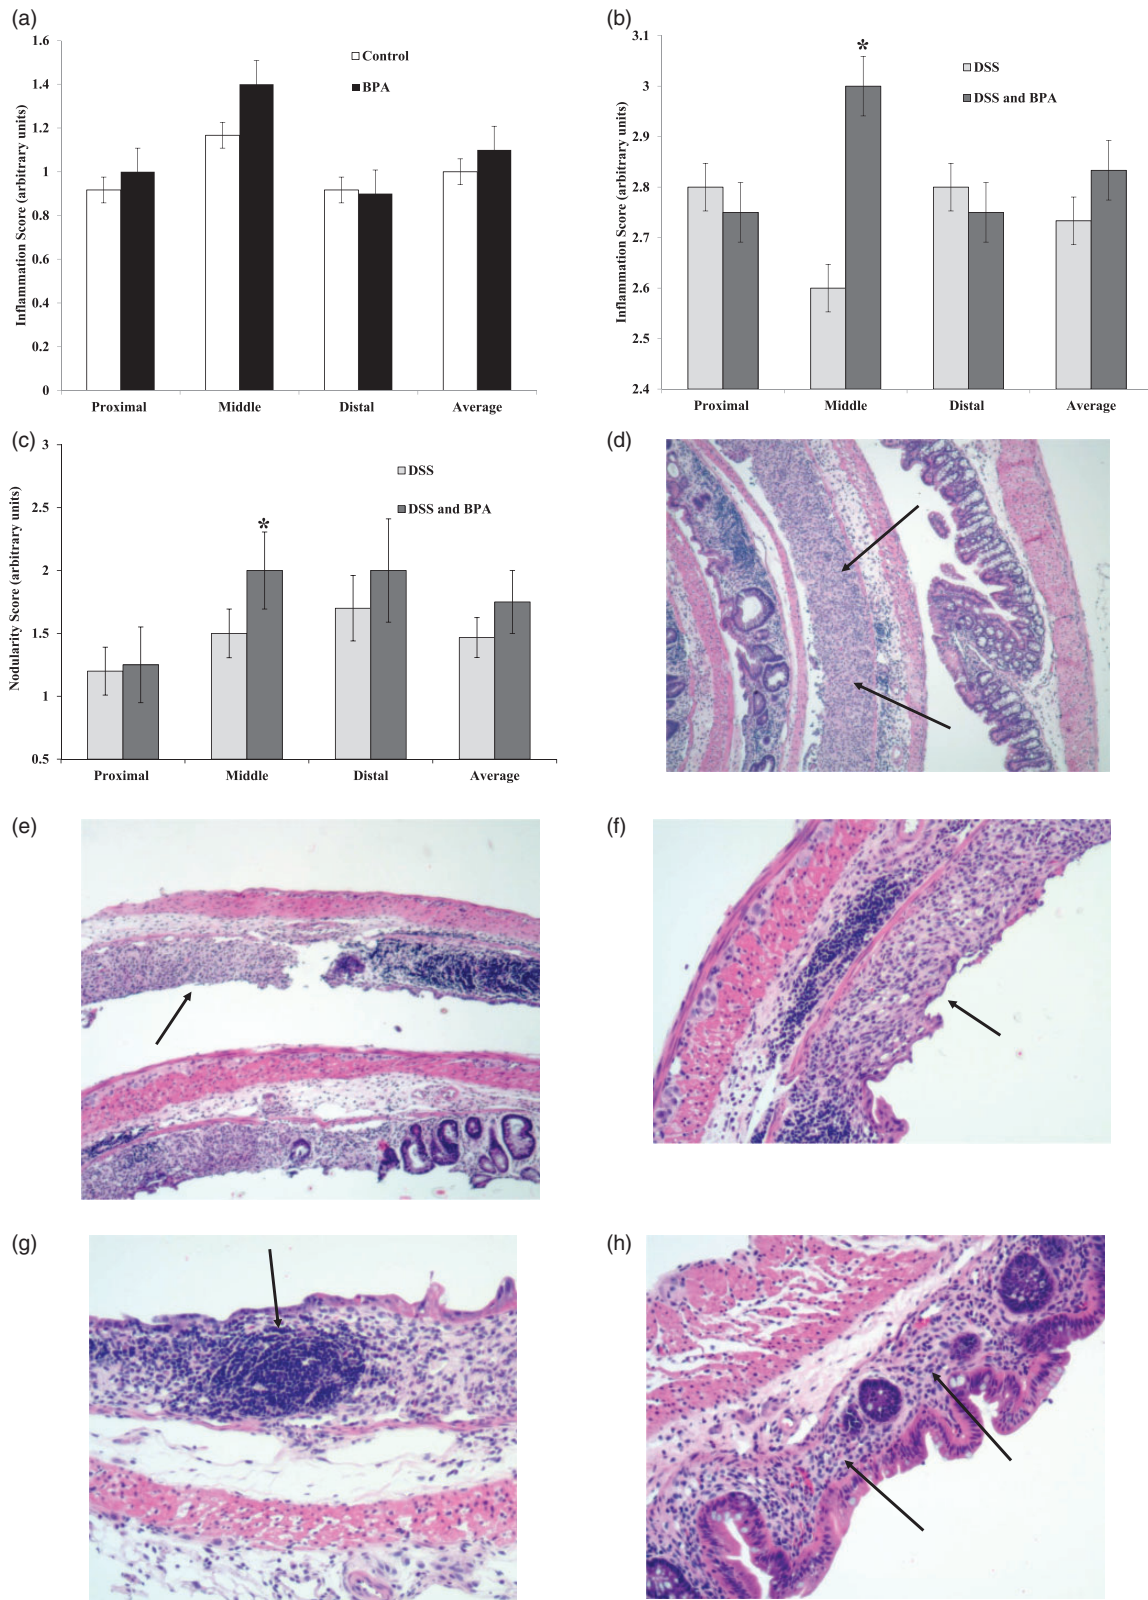 (a)
1.6
1.4
1.2
1
0.8
0.6
0.4
0.2
0
Inflammation Score (arbitrary units)
Control
BPA
Proximal Middle Distal Average
(b)
3.1
3
2.9
2.8
2.7
2.6
2.5
2.4
Inflammation Score (arbitrary units)
*
DSS
DSS and BPA
Proximal Middle Distal Average
(c)
3
2.5
2
1.5
1
0.5
Nodularity Score (arbitrary units)
*
DSS
DSS and BPA
Proximal Middle Distal Average
(d)
(e)
(f)
(g)
(h)